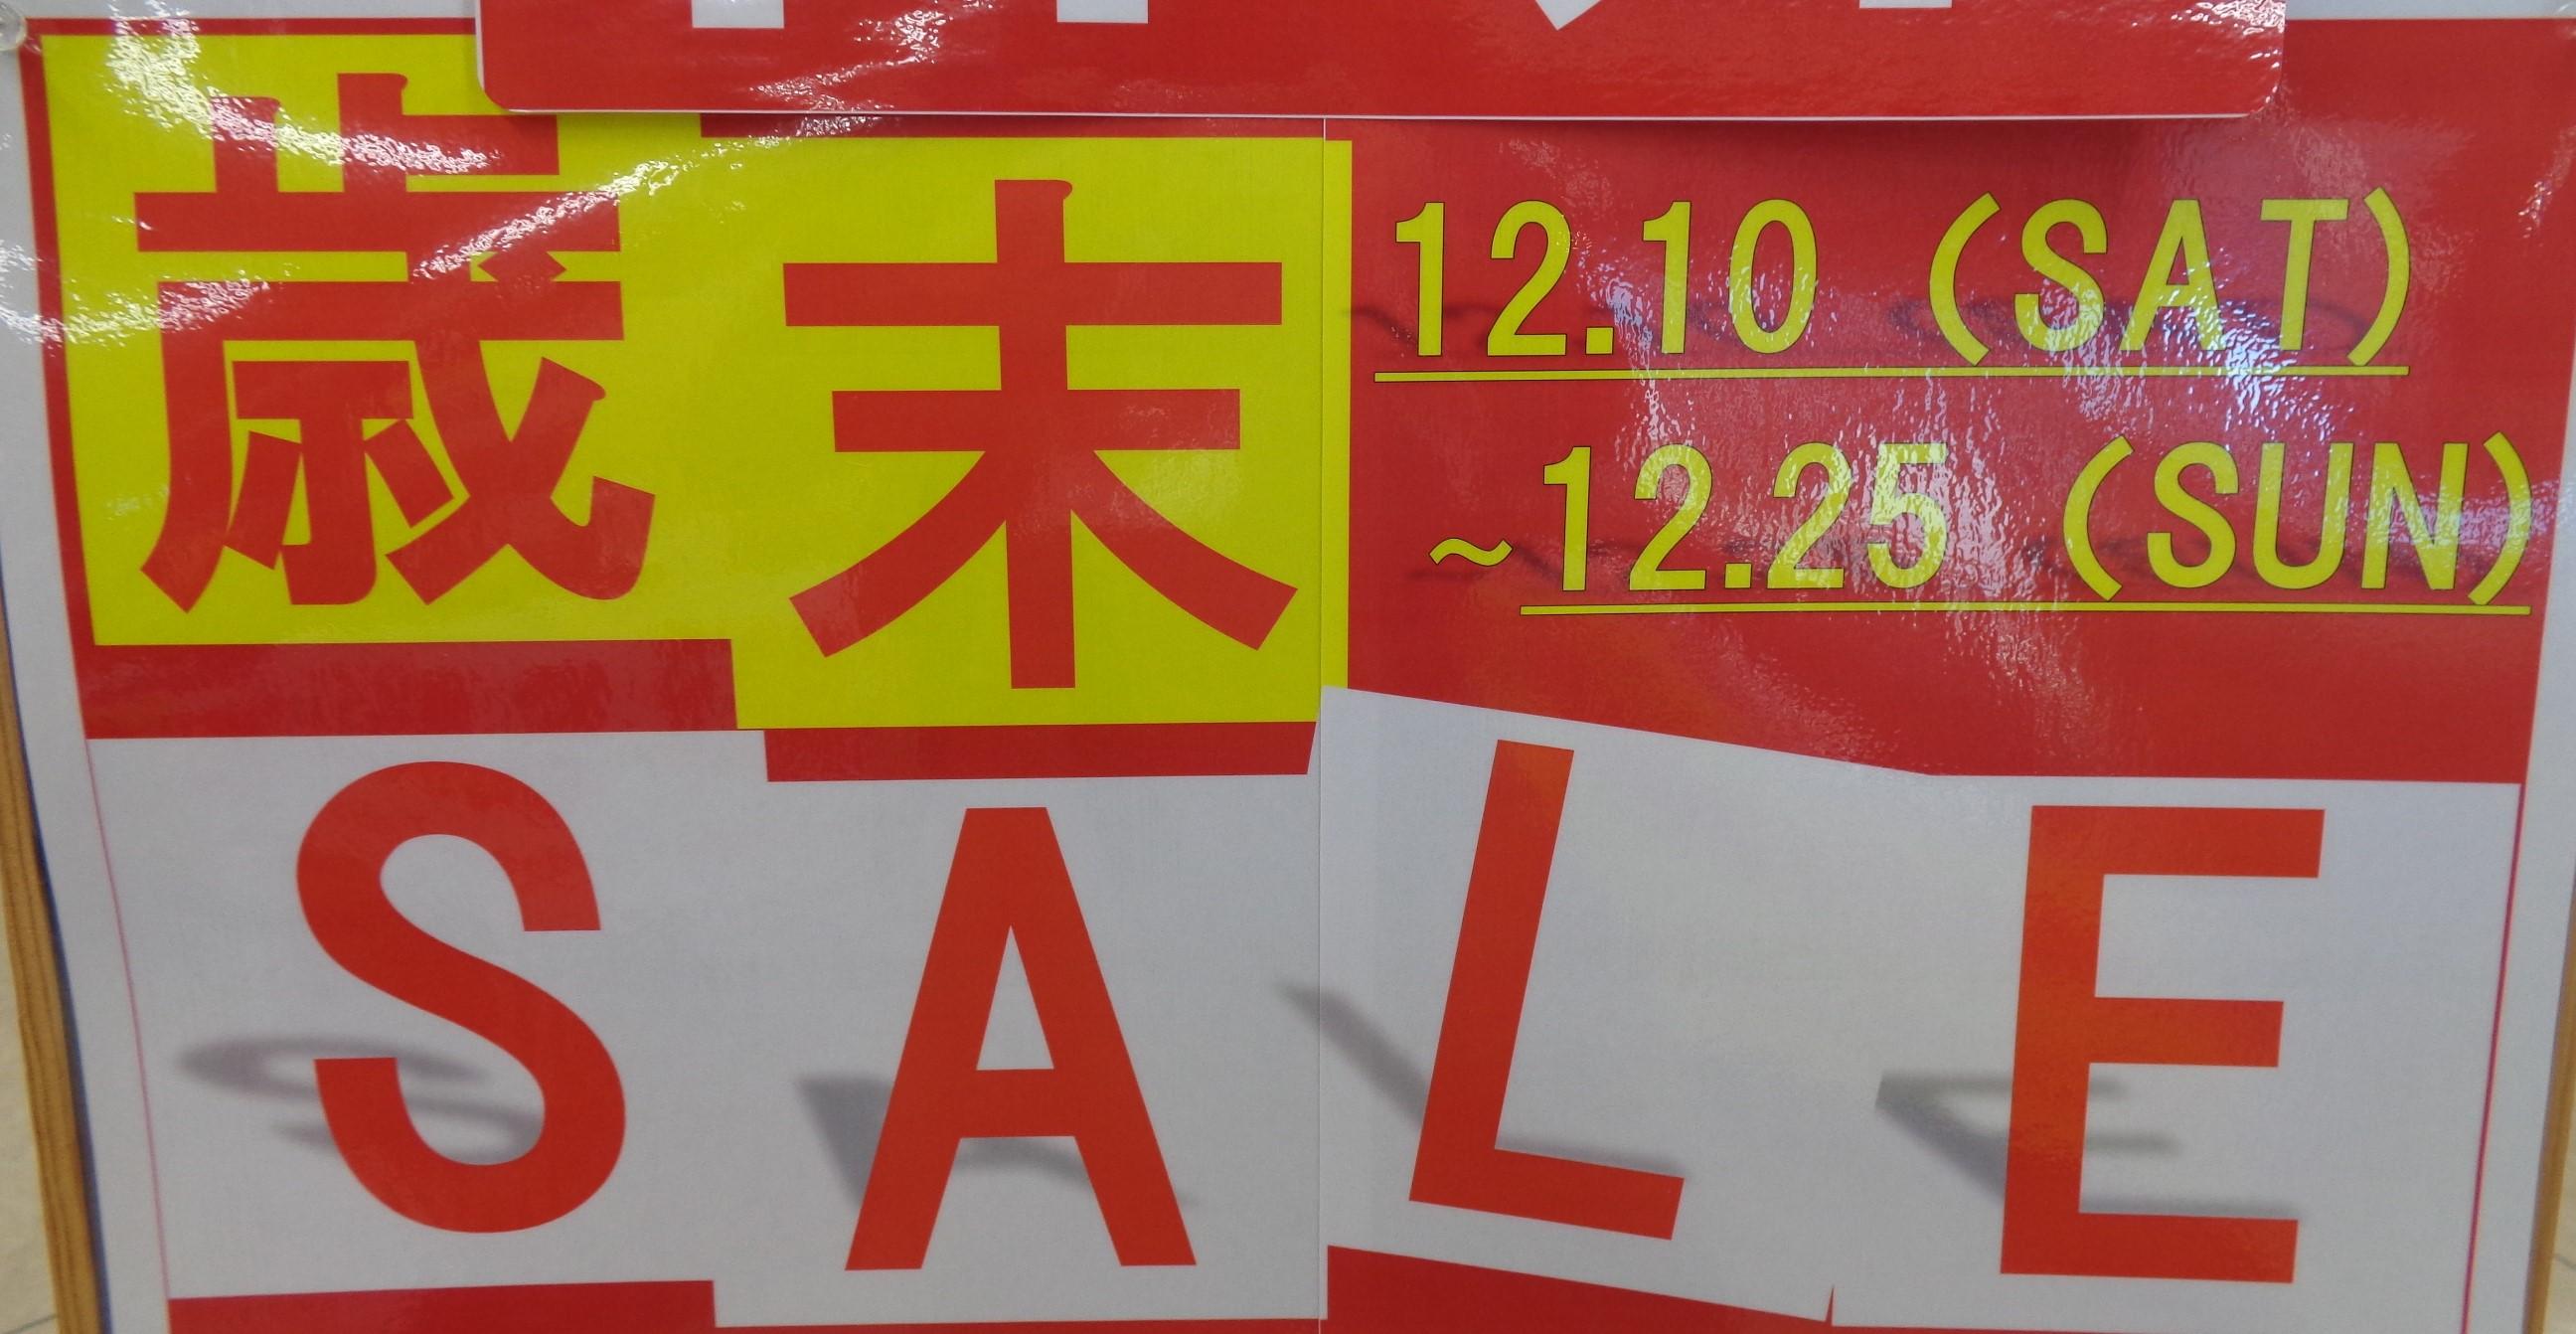 歳末
12.10 (SAT)
~12.25 (SUN)
SALE